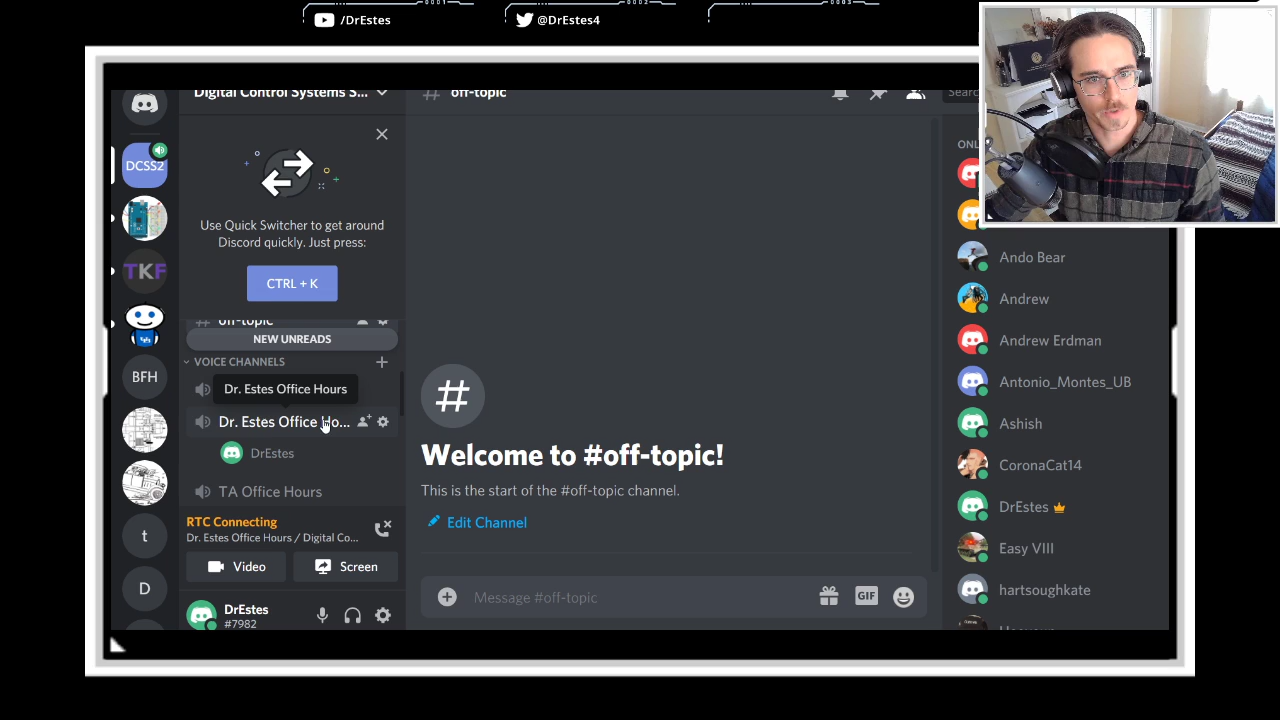 0001
0002
0003
/DrEstes
@DrEstes4
Digital Control Systems S...
off-topic
Search
Use Quick Switcher to get around
Discord quickly. Just press:
CTRL + K
off-topic
NEW UNREADS
VOICE CHANNELS
Dr. Estes Office Hours
Dr. Estes Office Ho...
DrEstes
TA Office Hours
RTC Connecting
Dr. Estes Office Hours / Digital Co...
Video
Screen
DrEstes
#7982
DCSS2
TKF
BFH
t
D
Welcome to #off-topic!
This is the start of the #off-topic channel.
Edit Channel
Message #off-topic
GIF
Ando Bear
Andrew
Andrew Erdman
Antonio_Montes_UB
Ashish
CoronaCat14
DrEstes
Easy VIII
hartsoughkate